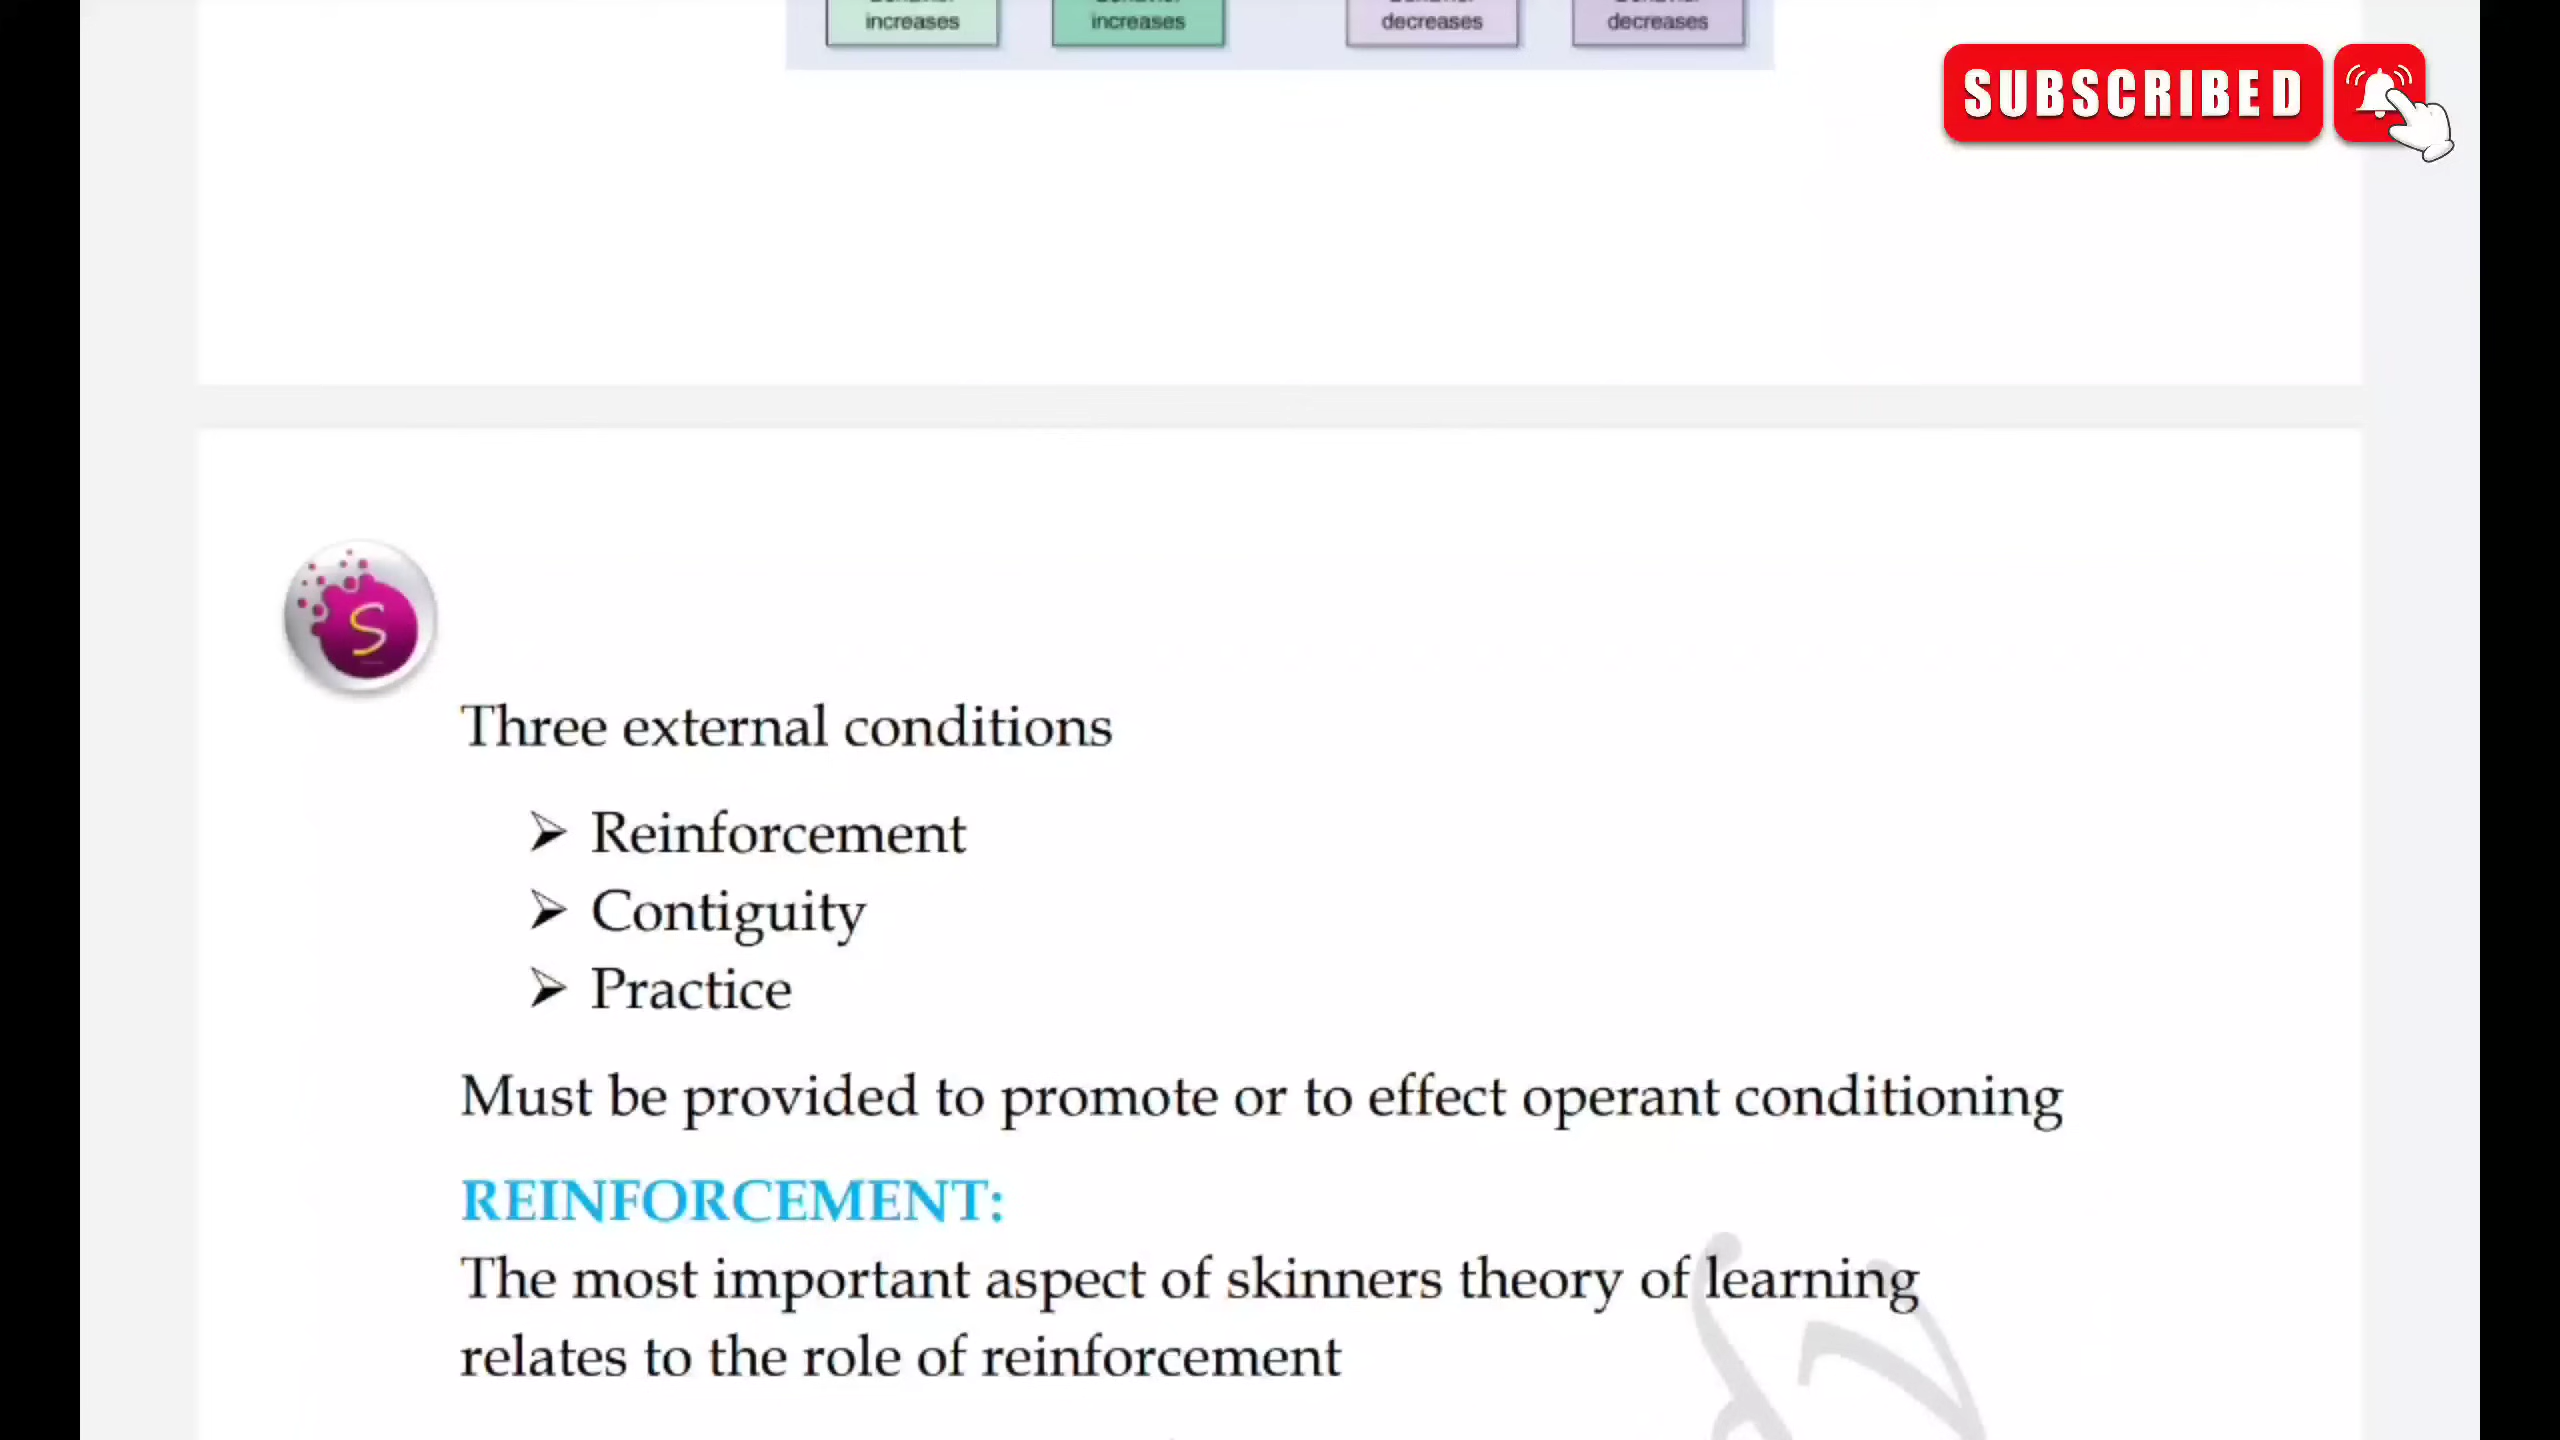 increases
increases
decreases
decreases
SUBSCRIBED
S
Three external conditions
➢ Reinforcement
➢ Contiguity
➢ Practice
Must be provided to promote or to effect operant conditioning
REINFORCEMENT:
The most important aspect of skinners theory of learning
relates to the role of reinforcement